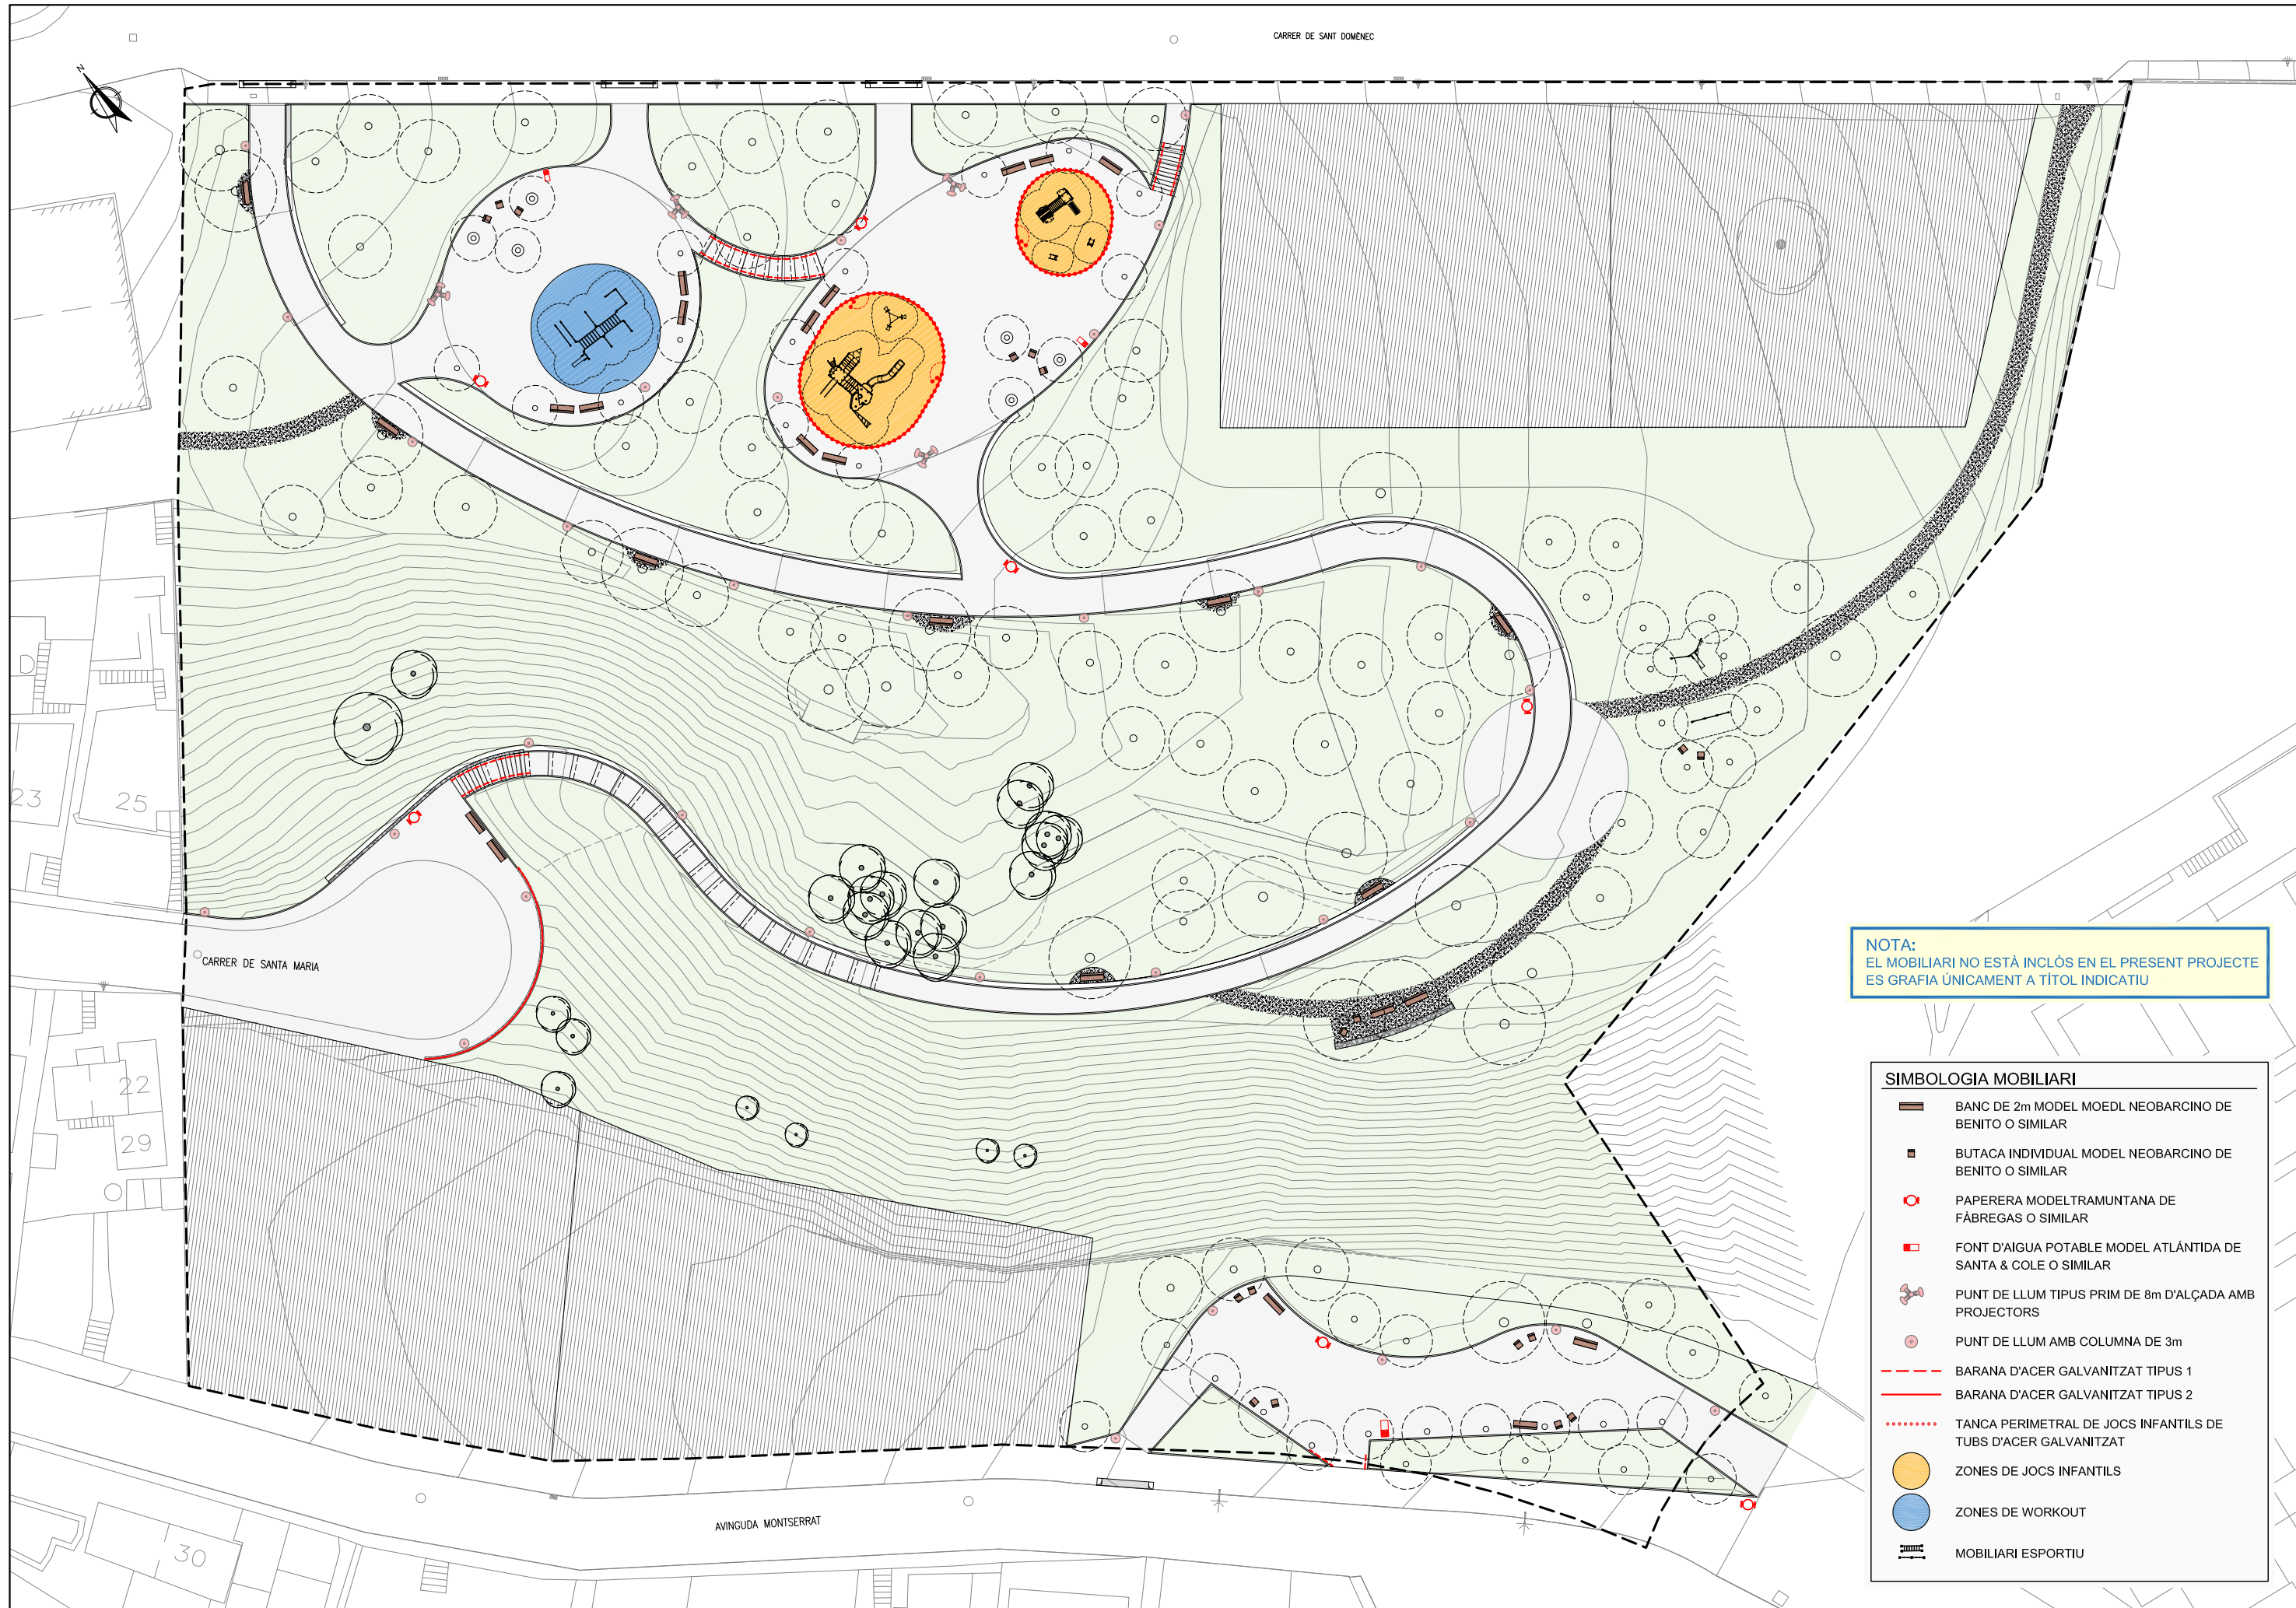 CARRER DE SANT DOMÈNEC
N
D
23
25
CARRER DE SANTA MARIA
22
29
30
AVINGUDA MONTSERRAT
NOTA:
EL MOBILIARI NO ESTÀ INCLÒS EN EL PRESENT PROJECTE
ES GRAFIA ÚNICAMENT A TÍTOL INDICATIU
SIMBOLOGIA MOBILIARI
BANC DE 2m MODEL MOEDL NEOBARCINO DE
BENITO O SIMILAR
BUTACA INDIVIDUAL MODEL NEOBARCINO DE
BENITO O SIMILAR
PAPERERA MODELTRAMUNTANA DE
FÀBREGAS O SIMILAR
FONT D'AIGUA POTABLE MODEL ATLÁNTIDA DE
SANTA & COLE O SIMILAR
PUNT DE LLUM TIPUS PRIM DE 8m D'ALÇADA AMB
PROJECTORS
PUNT DE LLUM AMB COLUMNA DE 3m
BARANA D'ACER GALVANITZAT TIPUS 1
BARANA D'ACER GALVANITZAT TIPUS 2
TANCA PERIMETRAL DE JOCS INFANTILS DE
TUBS D'ACER GALVANITZAT
ZONES DE JOCS INFANTILS
ZONES DE WORKOUT
MOBILIARI ESPORTIU